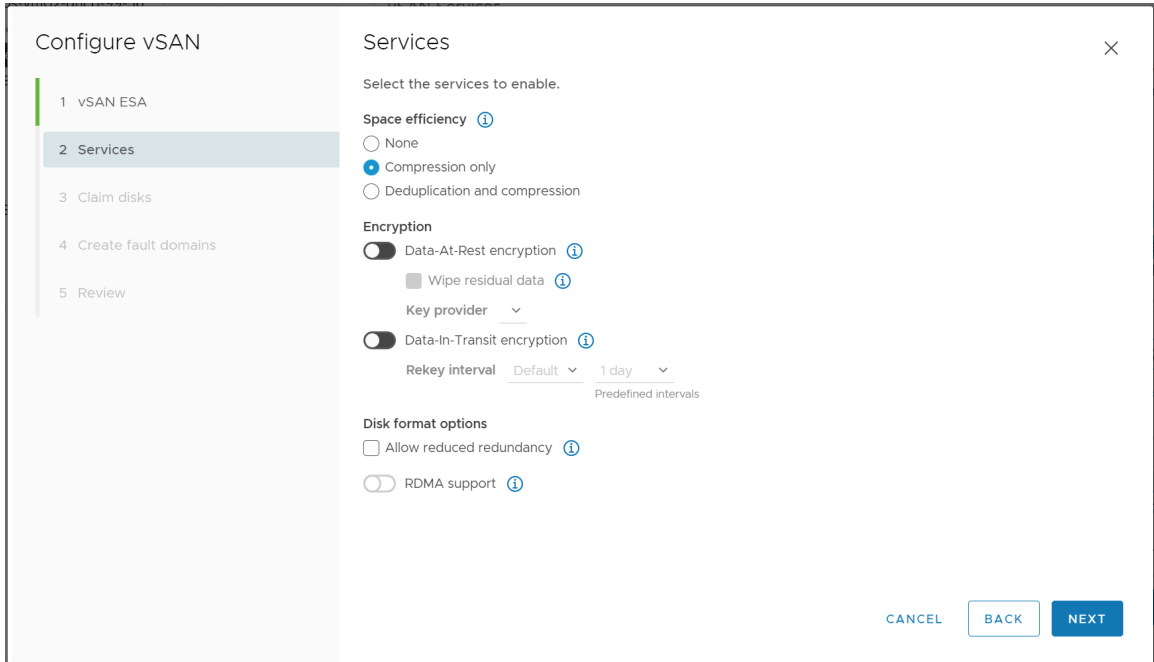 Configure vSAN
1 vSAN ESA
2 Services
3 Claim disks
4 Create fault domains
5 Review
Services
Select the services to enable.
Space efficiency
None
Compression only
Deduplication and compression
Encryption
Data-At-Rest encryption
Wipe residual data
Key provider
Data-In-Transit encryption
Rekey interval Default 1 day
Predefined intervals
Disk format options
Allow reduced redundancy
RDMA support
CANCEL BACK NEXT